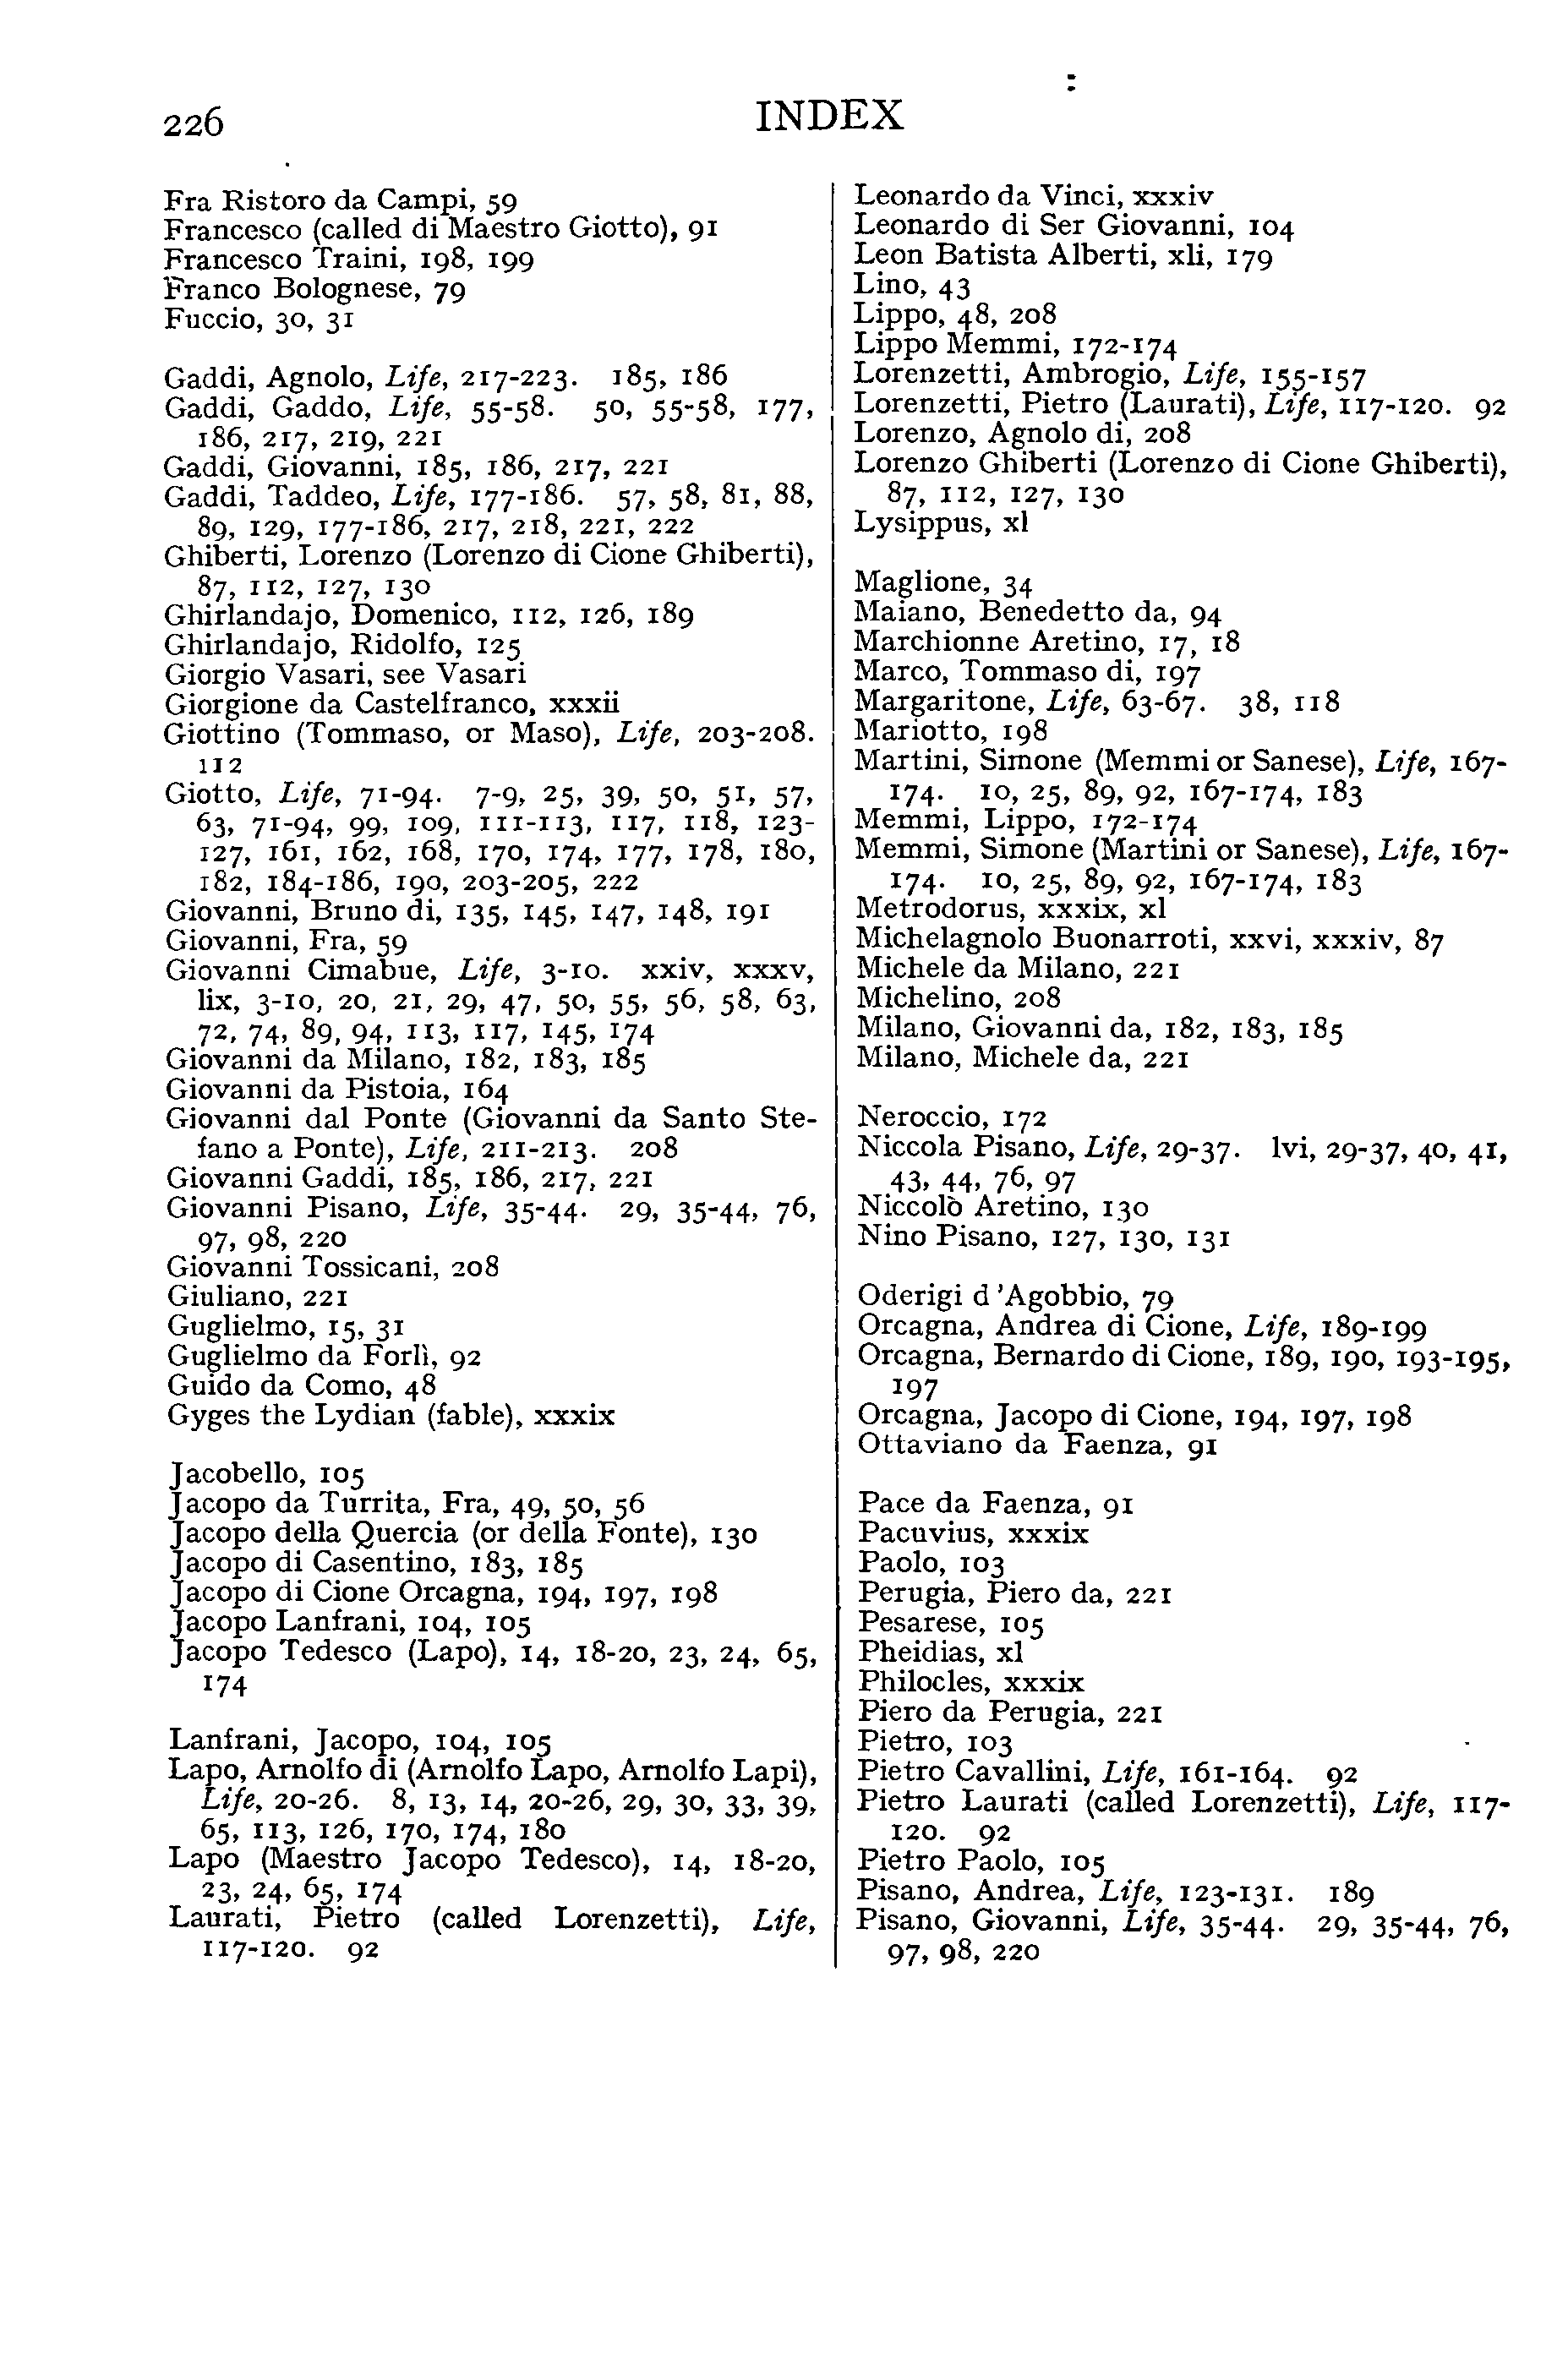 226
INDEX
Fra Ristoro da Campi, 59
Francesco (called di Maestro Giotto), 91
Francesco Traini, 198, 199
Franco Bolognese, 79
Fuccio, 30, 31
Gaddi, Agnolo, Life, 217-223. 185, 186
Gaddi, Gaddo, Life, 55-58. 50, 55-58, 177,
186, 217, 219, 221
Gaddi, Giovanni, 185, 186, 217, 221
Gaddi, Taddeo, Life, 177-186. 57, 58, 81, 88,
89, 129, 177-186, 217, 218, 221, 222
Ghiberti, Lorenzo (Lorenzo di Cione Ghiberti),
87, 112, 127, 130
Ghirlandajo, Domenico, 112, 126, 189
Ghirlandajo, Ridolfo, 125
Giorgio Vasari, see Vasari
Giorgione da Castelfranco, xxxii
Giottino (Tommaso, or Maso), Life, 203-208.
112
Giotto, Life, 71-94. 7-9, 25, 39, 50, 51, 57,
63, 71-94, 99, 109, 111-113, 117, 118, 123-
127, 161, 162, 168, 170, 174, 177, 178, 180,
182, 184-186, 190, 203-205, 222
Giovanni, Bruno di, 135, 145, 147, 148, 191
Giovanni, Fra, 59
Giovanni Cimabue, Life, 3-10. xxiv, xxxv,
lix, 3-10, 20, 21, 29, 47, 50, 55, 56, 58, 63,
72, 74, 89, 94, 113, 117, 145, 174
Giovanni da Milano, 182, 183, 185
Giovanni da Pistoia, 164
Giovanni dal Ponte (Giovanni da Santo Ste-
fano a Ponte), Life, 211-213. 208
Giovanni Gaddi, 185, 186, 217, 221
Giovanni Pisano, Life, 35-44. 29, 35-44, 76,
97, 98, 220
Giovanni Tossicani, 208
Giuliano, 221
Guglielmo, 15, 31
Guglielmo da Forlì, 92
Guido da Como, 48
Gyges the Lydian (fable), xxxix
Jacobello, 105
Jacopo da Turrita, Fra, 49, 50, 56
Jacopo della Quercia (or della Fonte), 130
Jacopo di Casentino, 183, 185
Jacopo di Cione Orcagna, 194, 197, 198
Jacopo Lanfrani, 104, 105
Jacopo Tedesco (Lapo), 14, 18-20, 23, 24, 65,
174
Lanfrani, Jacopo, 104, 105
Lapo, Arnolfo di (Arnolfo Lapo, Arnolfo Lapi),
Life, 20-26. 8, 13, 14, 20-26, 29, 30, 33, 39,
65, 113, 126, 170, 174, 180
Lapo (Maestro Jacopo Tedesco), 14, 18-20,
23, 24, 65, 174
Laurati, Pietro (called Lorenzetti), Life,
117-120. 92
Leonardo da Vinci, xxxiv
Leonardo di Ser Giovanni, 104
Leon Batista Alberti, xli, 179
Lino, 43
Lippo, 48, 208
Lippo Memmi, 172-174
Lorenzetti, Ambrogio, Life, 155-157
Lorenzetti, Pietro (Laurati), Life, 117-120. 92
Lorenzo, Agnolo di, 208
Lorenzo Ghiberti (Lorenzo di Cione Ghiberti),
87, 112, 127, 130
Lysippus, xl
Maglione, 34
Maiano, Benedetto da, 94
Marchionne Aretino, 17, 18
Marco, Tommaso di, 197
Margaritone, Life, 63-67. 38, 118
Mariotto, 198
Martini, Simone (Memmi or Sanese), Life, 167-
174. 10, 25, 89, 92, 167-174, 183
Memmi, Lippo, 172-174
Memmi, Simone (Martini or Sanese), Life, 167-
174. 10, 25, 89, 92, 167-174, 183
Metrodorus, xxxix, xl
Michelagnolo Buonarroti, xxvi, xxxiv, 87
Michele da Milano, 221
Michelino, 208
Milano, Giovanni da, 182, 183, 185
Milano, Michele da, 221
Neroccio, 172
Niccola Pisano, Life, 29-37. lvi, 29-37, 40, 41,
43, 44, 76, 97
Niccolò Aretino, 130
Nino Pisano, 127, 130, 131
Oderigi d 'Agobbio, 79
Orcagna, Andrea di Cione, Life, 189-199
Orcagna, Bernardo di Cione, 189, 190, 193-195,
197
Orcagna, Jacopo di Cione, 194, 197, 198
Ottaviano da Faenza, 91
Pace da Faenza, 91
Pacuvius, xxxix
Paolo, 103
Perugia, Piero da, 221
Pesarese, 105
Pheidias, xl
Philocles, xxxix
Piero da Perugia, 221
Pietro, 103
Pietro Cavallini, Life, 161-164. 92
Pietro Laurati (called Lorenzetti), Life, 117-
120. 92
Pietro Paolo, 105
Pisano, Andrea, Life, 123-131. 189
Pisano, Giovanni, Life, 35-44. 29, 35-44, 76,
97, 98, 220